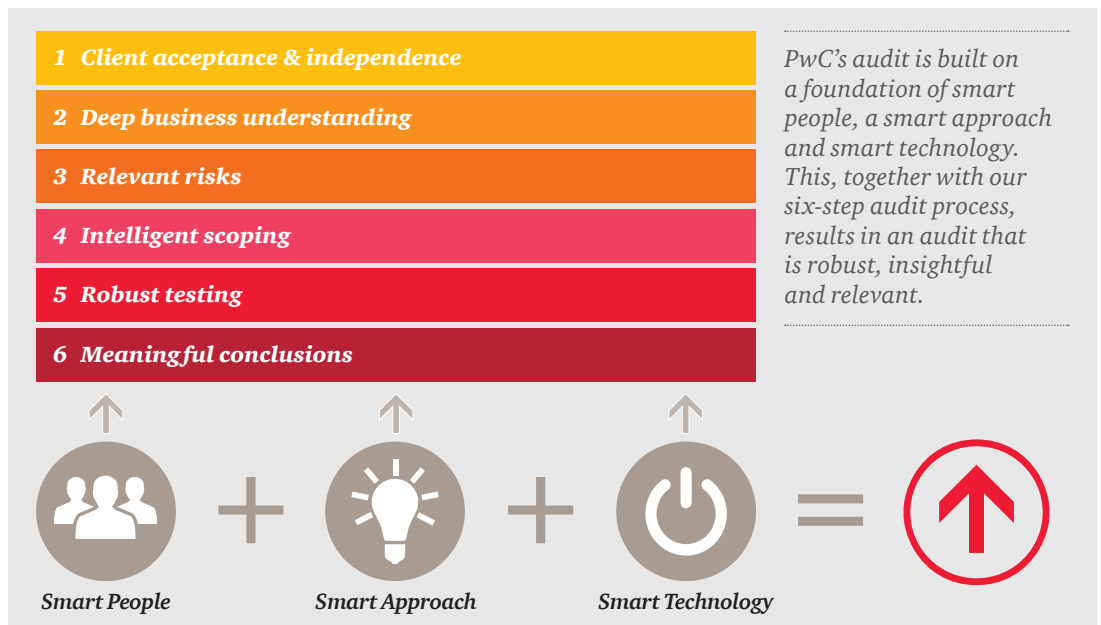 1 Client acceptance & independence
2 Deep business understanding
3 Relevant risks
4 Intelligent scoping
5 Robust testing
6 Meaningful conclusions
PwC’s audit is built on
a foundation of smart
people, a smart approach
and smart technology.
This, together with our
six-step audit process,
results in an audit that
is robust, insightful
and relevant.
Smart People
Smart Approach
Smart Technology